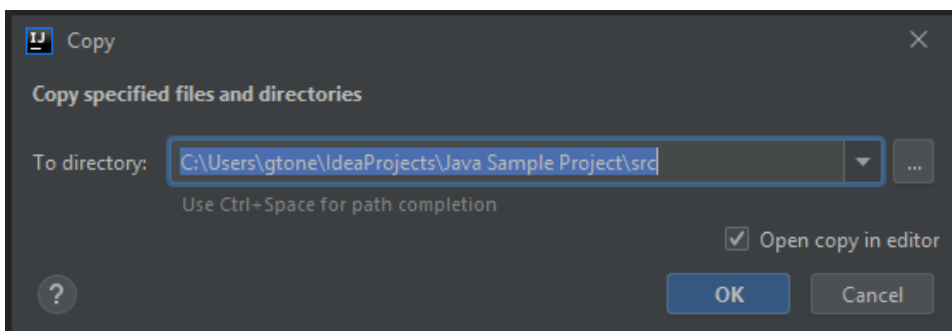 IJ Copy
Copy specified files and directories
To directory: C:\Users\gtone\IdeaProjects\Java Sample Project\src ...
Use Ctrl+Space for path completion
Open copy in editor
? OK Cancel